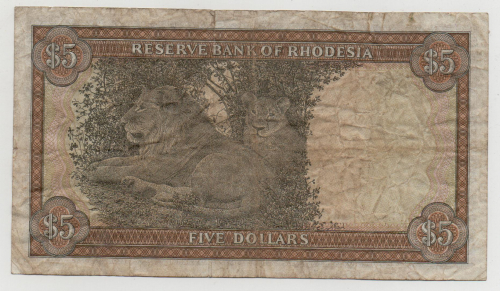 $5 RESERVE BANK OF RHODESIA $5
$5 FIVE DOLLARS $5